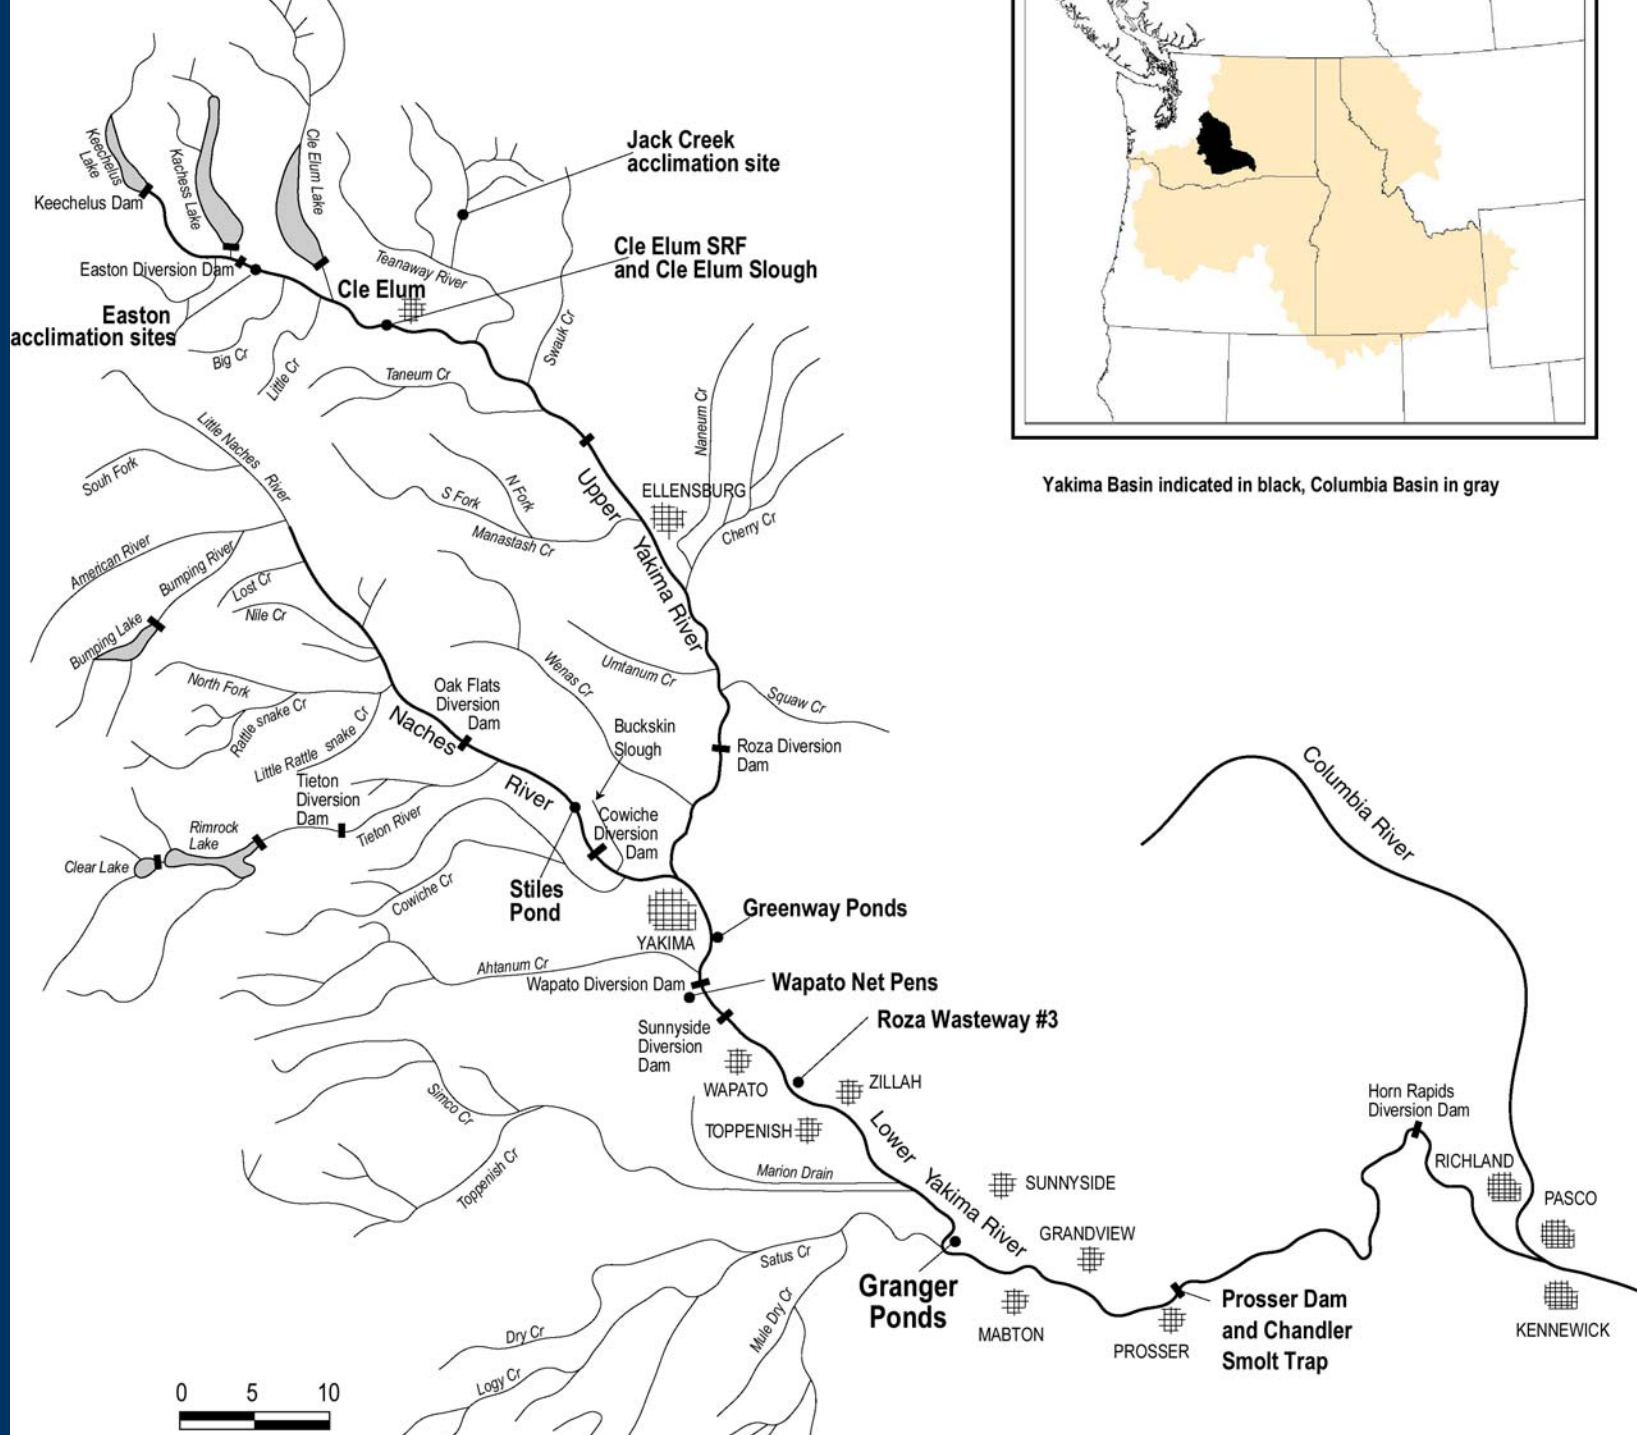 Jack Creek
acclimation site
Keechelus
Lake
Kachess Lake
Cle Elum Lake
Keechelus Dam
Cle Elum SRF
and Cle Elum Slough
Teanaway River
Easton Diversion Dam
Cle Elum
Easton
acclimation sites
Big Cr
Little Cr
Swauk Cr
Taneum Cr
Naneum Cr
Little Naches River
Souh Fork
Upper Yakima River
ELLENSBURG
S Fork
N Fork
Manastash Cr
Cherry Cr
Yakima Basin indicated in black, Columbia Basin in gray
American River
Bumping River
Lost Cr
Nile Cr
Bumping Lake
Wenas Cr
Umtanum Cr
Squaw Cr
North Fork
Rattle snake Cr
Little Rattle snake Cr
Oak Flats
Diversion
Dam
Naches River
Buckskin
Slough
Roza Diversion
Dam
Tieton
Diversion
Dam
Tieton River
Rimrock
Lake
Clear Lake
Cowiche
Diversion
Dam
Columbia River
Cowiche Cr
Stiles
Pond
Greenway Ponds
YAKIMA
Ahtanum Cr
Wapato Diversion Dam
Wapato Net Pens
Roza Wasteway #3
Sunnyside
Diversion
Dam
WAPATO
ZILLAH
Simco Cr
TOPPENISH
Lower Yakima River
Horn Rapids
Diversion Dam
RICHLAND
PASCO
Toppenish Cr
Marion Drain
SUNNYSIDE
GRANDVIEW
Satus Cr
Granger
Ponds
Mule Dry Cr
Dry Cr
Logy Cr
MABTON
PROSSER
Prosser Dam
and Chandler
Smolt Trap
KENNEWICK
0 5 10